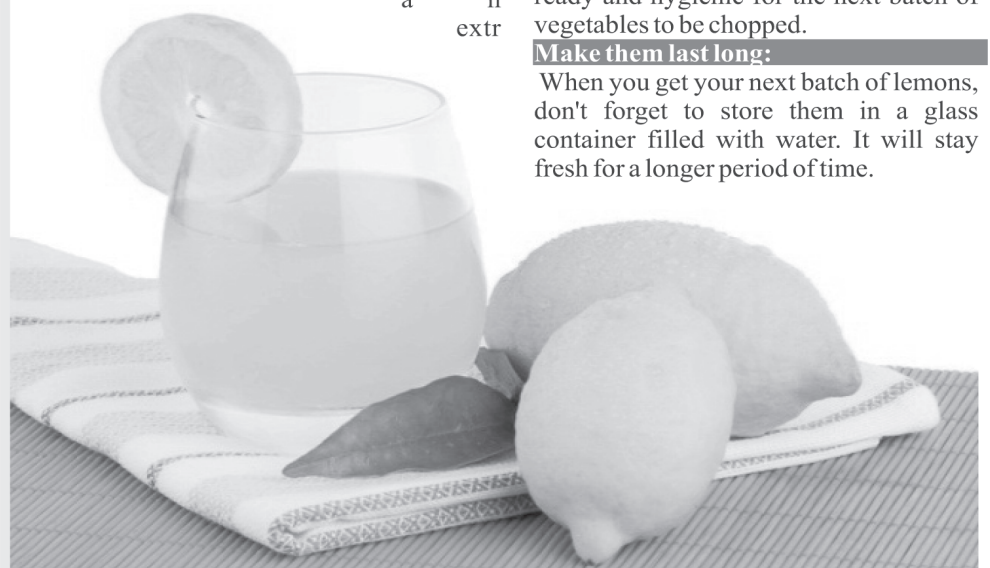 a n
extr
ready and hygienic for the next batch of
vegetables to be chopped.
Make them last long:
When you get your next batch of lemons,
don't forget to store them in a glass
container filled with water. It will stay
fresh for a longer period of time.